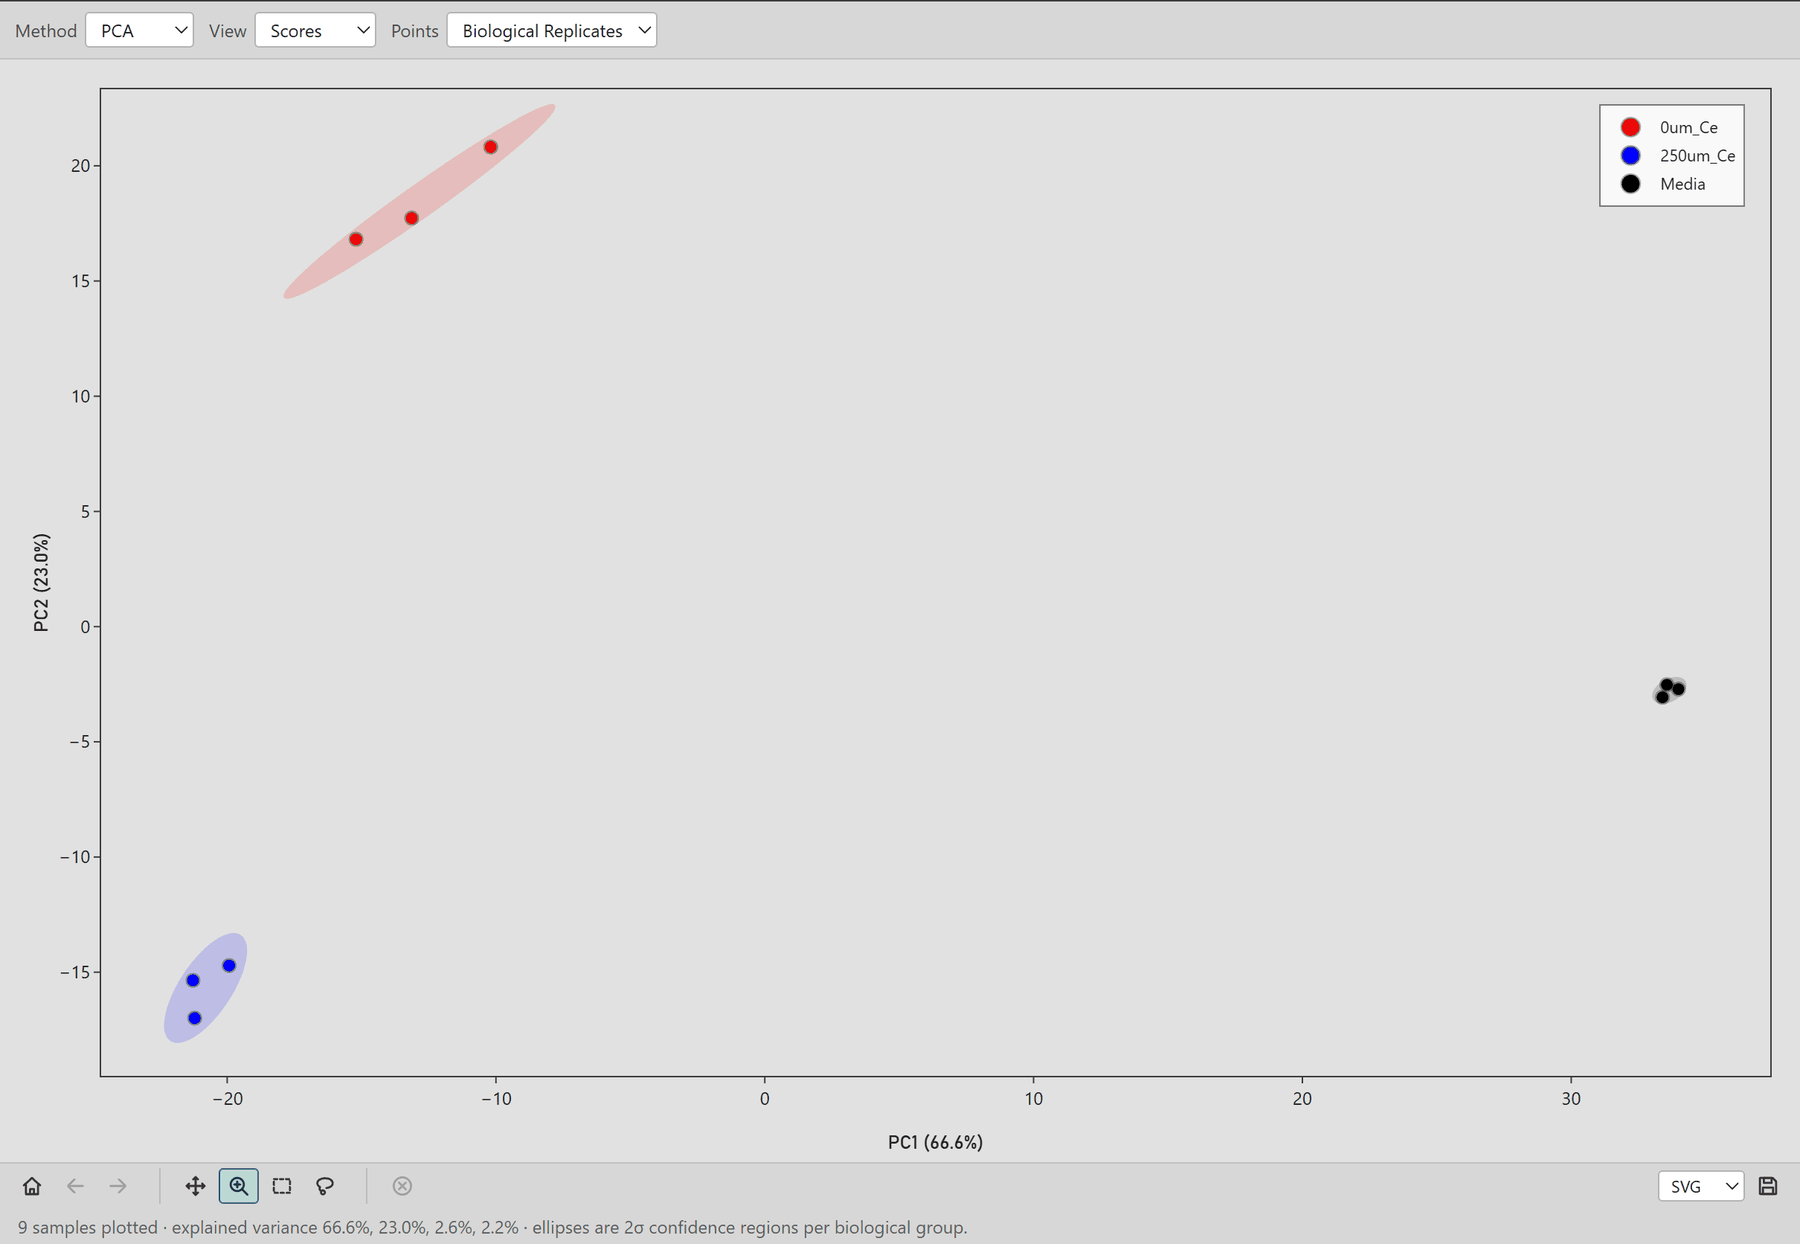 Method PCA View Scores Points Biological Replicates
0um_Ce
250um_Ce
Media
20
15
10
5
0
−5
−10
−15
PC2 (23.0%)
−20 −10 0 10 20 30
PC1 (66.6%)
SVG
9 samples plotted · explained variance 66.6%, 23.0%, 2.6%, 2.2% · ellipses are 2σ confidence regions per biological group.